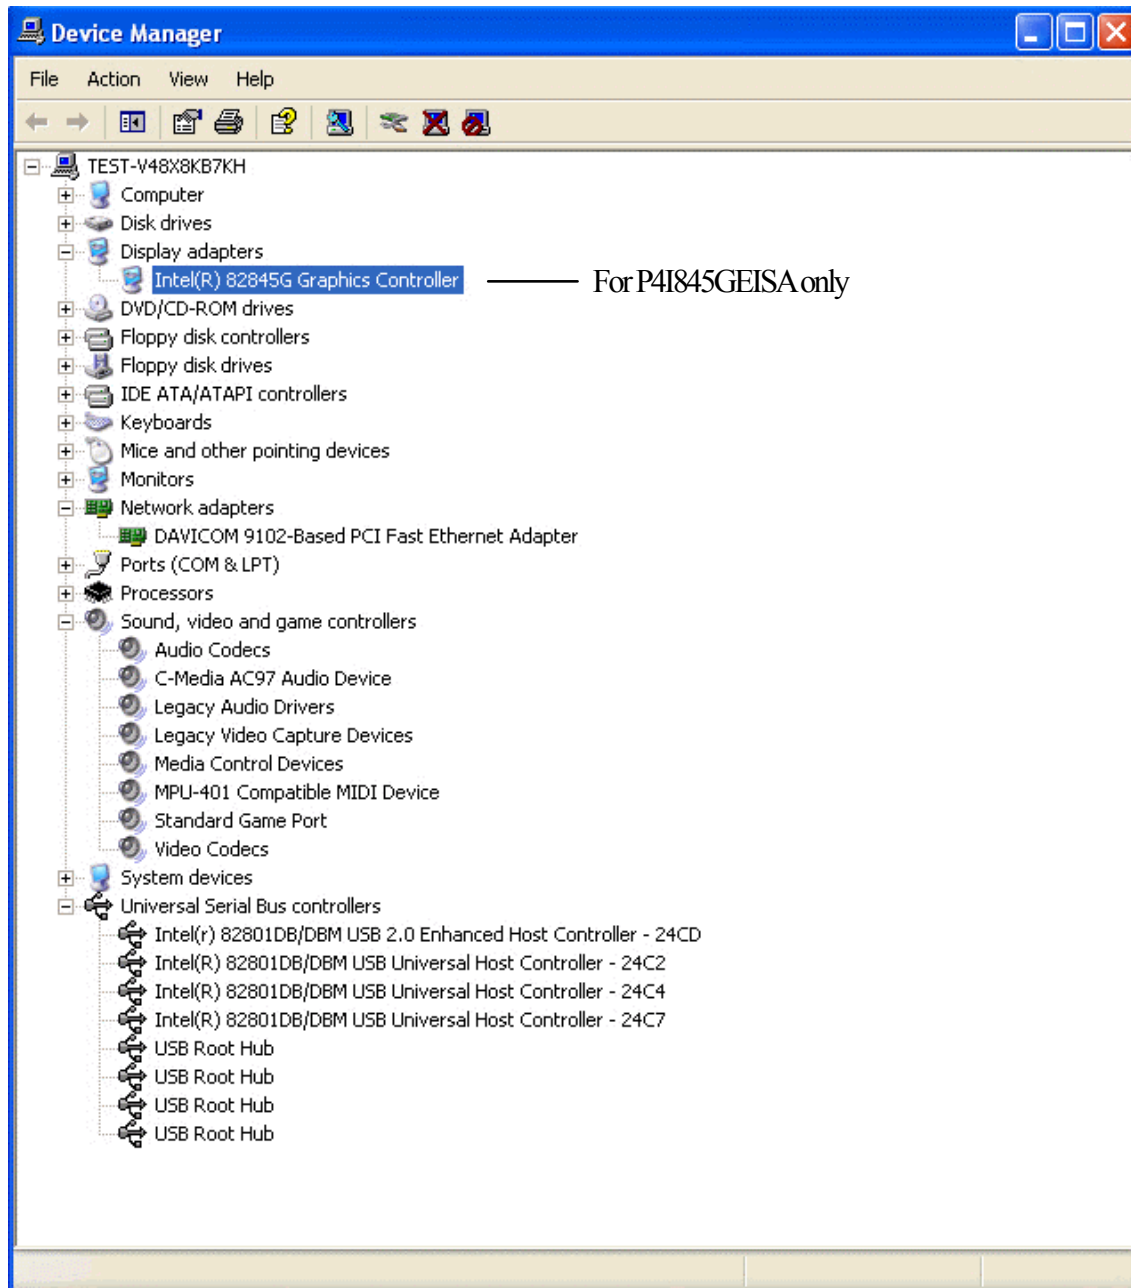 Device Manager
File Action View Help
TEST-V48X8KB7KH
Computer
Disk drives
Display adapters
Intel(R) 82845G Graphics Controller For P4I845GEISA only
DVD/CD-ROM drives
Floppy disk controllers
Floppy disk drives
IDE ATA/ATAPI controllers
Keyboards
Mice and other pointing devices
Monitors
Network adapters
DAVICOM 9102-Based PCI Fast Ethernet Adapter
Ports (COM & LPT)
Processors
Sound, video and game controllers
Audio Codecs
C-Media AC97 Audio Device
Legacy Audio Drivers
Legacy Video Capture Devices
Media Control Devices
MPU-401 Compatible MIDI Device
Standard Game Port
Video Codecs
System devices
Universal Serial Bus controllers
Intel(r) 82801DB/DBM USB 2.0 Enhanced Host Controller - 24CD
Intel(R) 82801DB/DBM USB Universal Host Controller - 24C2
Intel(R) 82801DB/DBM USB Universal Host Controller - 24C4
Intel(R) 82801DB/DBM USB Universal Host Controller - 24C7
USB Root Hub
USB Root Hub
USB Root Hub
USB Root Hub